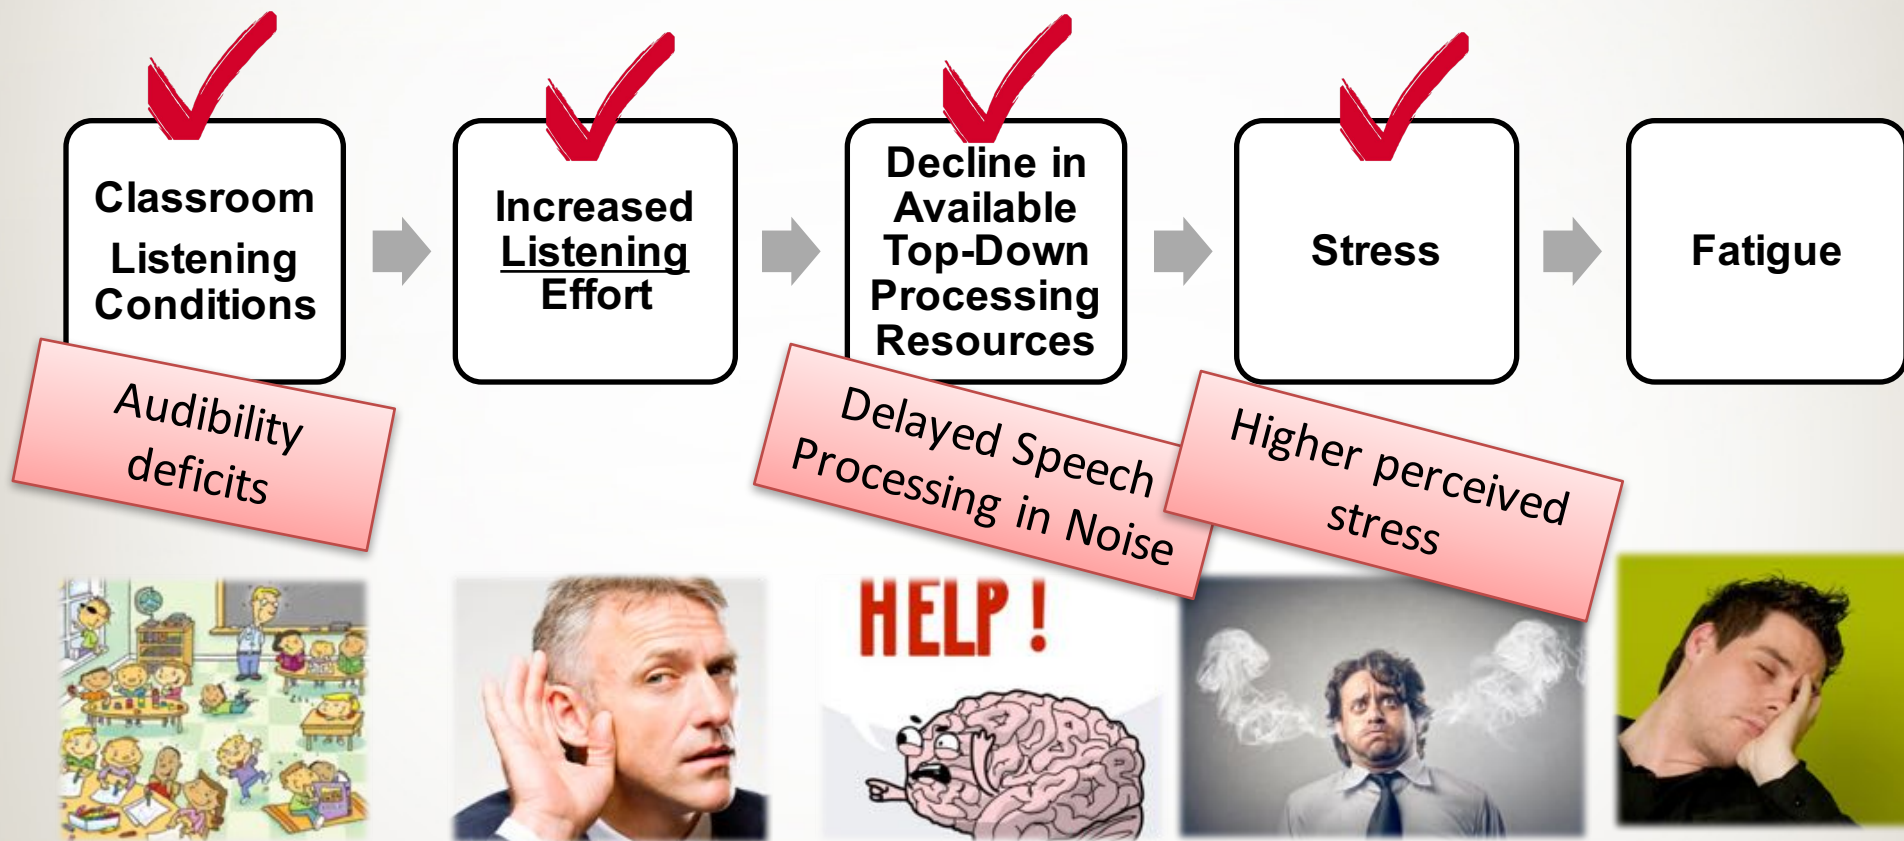 Classroom
Listening
Conditions
Increased
Listening
Effort
Decline in
Available
Top-Down
Processing
Resources
Stress
Fatigue
Audibility
deficits
Delayed Speech
Processing in Noise
Higher perceived
stress
HELP !